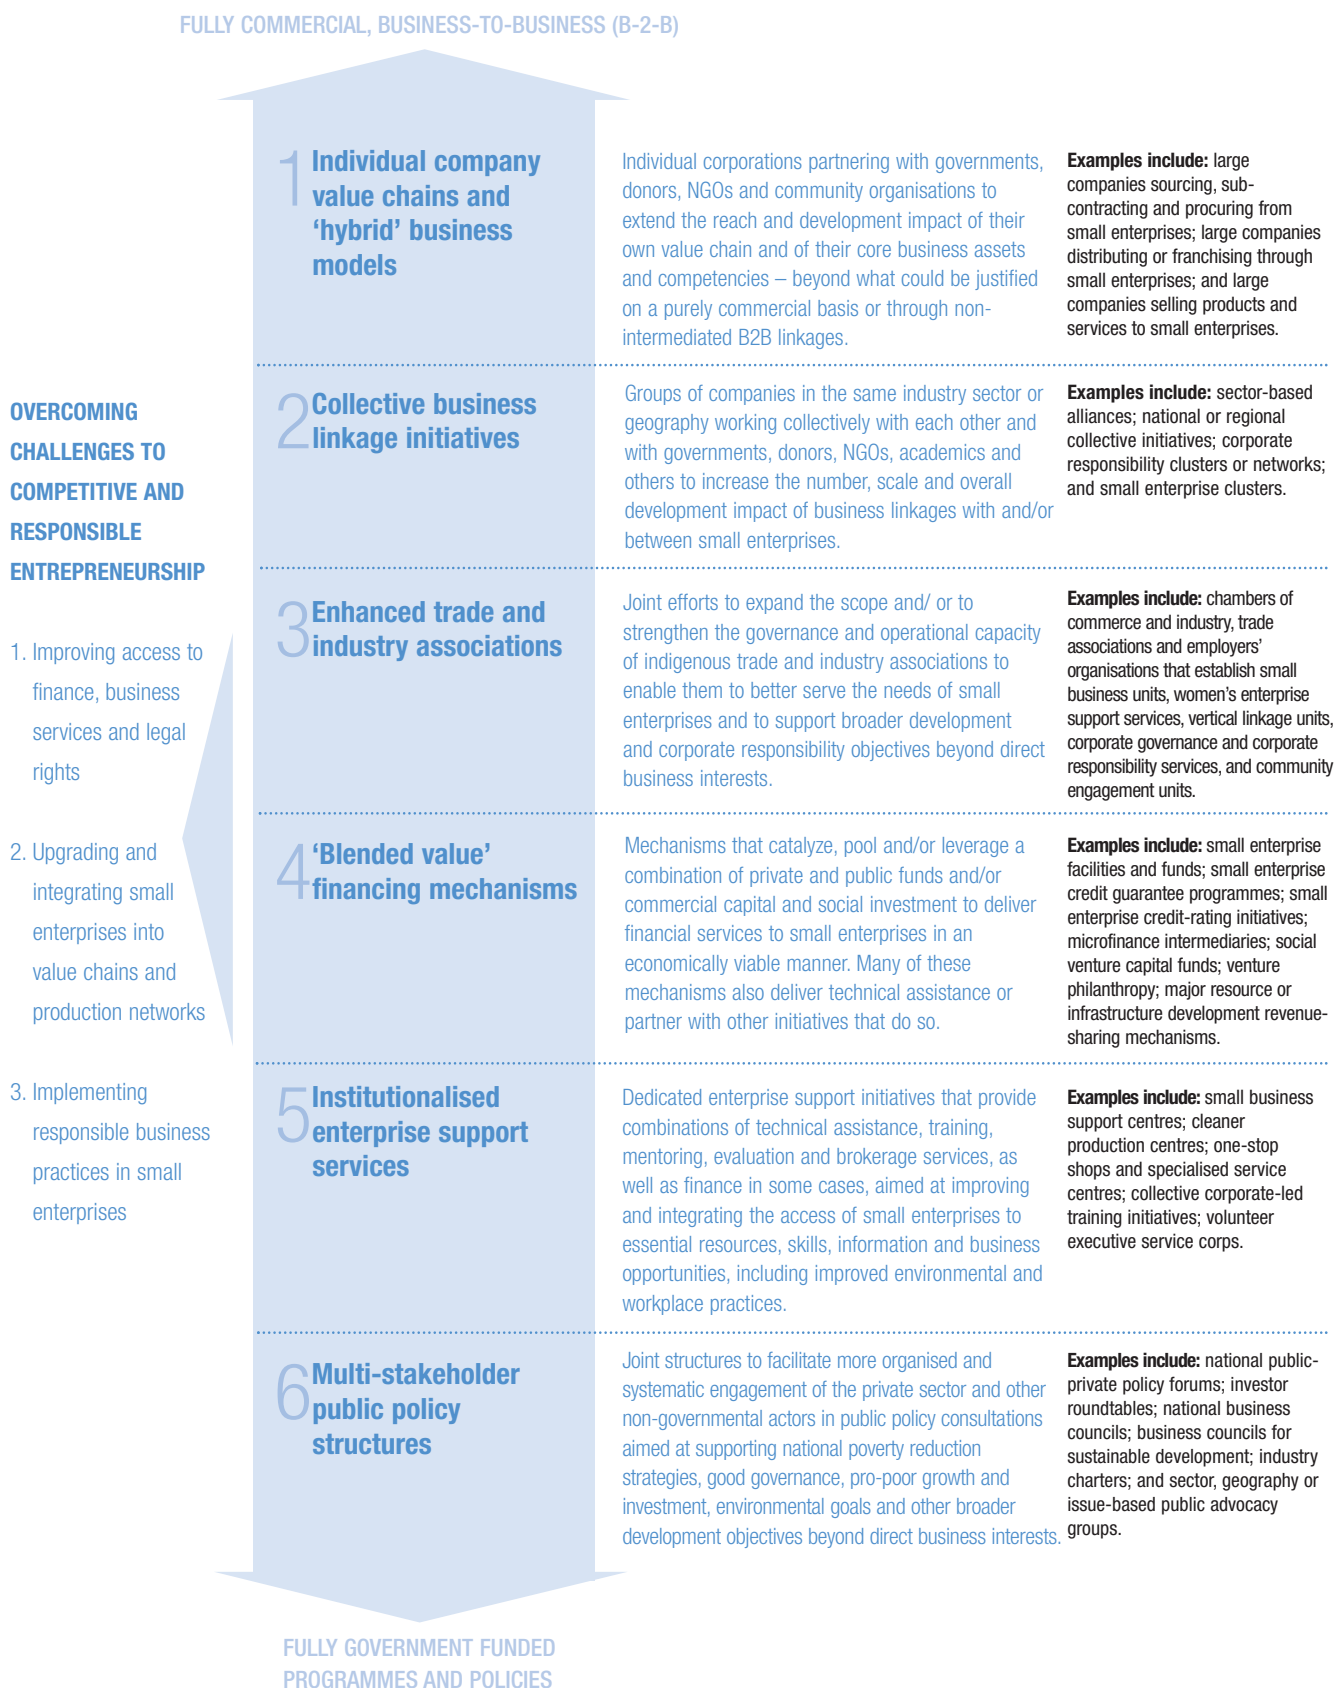 FULLY COMMERCIAL, BUSINESS-TO-BUSINESS (B-2-B)
OVERCOMING
CHALLENGES TO
COMPETITIVE AND
RESPONSIBLE
ENTREPRENEURSHIP
1. Improving access to
finance, business
services and legal
rights
2. Upgrading and
integrating small
enterprises into
value chains and
production networks
3. Implementing
responsible business
practices in small
enterprises
1 Individual company
value chains and
‘hybrid’ business
models
Individual corporations partnering with governments,
donors, NGOs and community organisations to
extend the reach and development impact of their
own value chain and of their core business assets
and competencies – beyond what could be justified
on a purely commercial basis or through non-
intermediated B2B linkages.
Examples include: large
companies sourcing, sub-
contracting and procuring from
small enterprises; large companies
distributing or franchising through
small enterprises; and large
companies selling products and
services to small enterprises.
2 Collective business
linkage initiatives
Groups of companies in the same industry sector or
geography working collectively with each other and
with governments, donors, NGOs, academics and
others to increase the number, scale and overall
development impact of business linkages with and/or
between small enterprises.
Examples include: sector-based
alliances; national or regional
collective initiatives; corporate
responsibility clusters or networks;
and small enterprise clusters.
3 Enhanced trade and
industry associations
Joint efforts to expand the scope and/ or to
strengthen the governance and operational capacity
of indigenous trade and industry associations to
enable them to better serve the needs of small
enterprises and to support broader development
and corporate responsibility objectives beyond direct
business interests.
Examples include: chambers of
commerce and industry, trade
associations and employers’
organisations that establish small
business units, women’s enterprise
support services, vertical linkage units,
corporate governance and corporate
responsibility services, and community
engagement units.
4 ‘Blended value’
financing mechanisms
Mechanisms that catalyze, pool and/or leverage a
combination of private and public funds and/or
commercial capital and social investment to deliver
financial services to small enterprises in an
economically viable manner. Many of these
mechanisms also deliver technical assistance or
partner with other initiatives that do so.
Examples include: small enterprise
facilities and funds; small enterprise
credit guarantee programmes; small
enterprise credit-rating initiatives;
microfinance intermediaries; social
venture capital funds; venture
philanthropy; major resource or
infrastructure development revenue-
sharing mechanisms.
5 Institutionalised
enterprise support
services
Dedicated enterprise support initiatives that provide
combinations of technical assistance, training,
mentoring, evaluation and brokerage services, as
well as finance in some cases, aimed at improving
and integrating the access of small enterprises to
essential resources, skills, information and business
opportunities, including improved environmental and
workplace practices.
Examples include: small business
support centres; cleaner
production centres; one-stop
shops and specialised service
centres; collective corporate-led
training initiatives; volunteer
executive service corps.
6 Multi-stakeholder
public policy
structures
Joint structures to facilitate more organised and
systematic engagement of the private sector and other
non-governmental actors in public policy consultations
aimed at supporting national poverty reduction
strategies, good governance, pro-poor growth and
investment, environmental goals and other broader
development objectives beyond direct business interests.
Examples include: national public-
private policy forums; investor
roundtables; national business
councils; business councils for
sustainable development; industry
charters; and sector, geography or
issue-based public advocacy
groups.
FULLY GOVERNMENT FUNDED
PROGRAMMES AND POLICIES